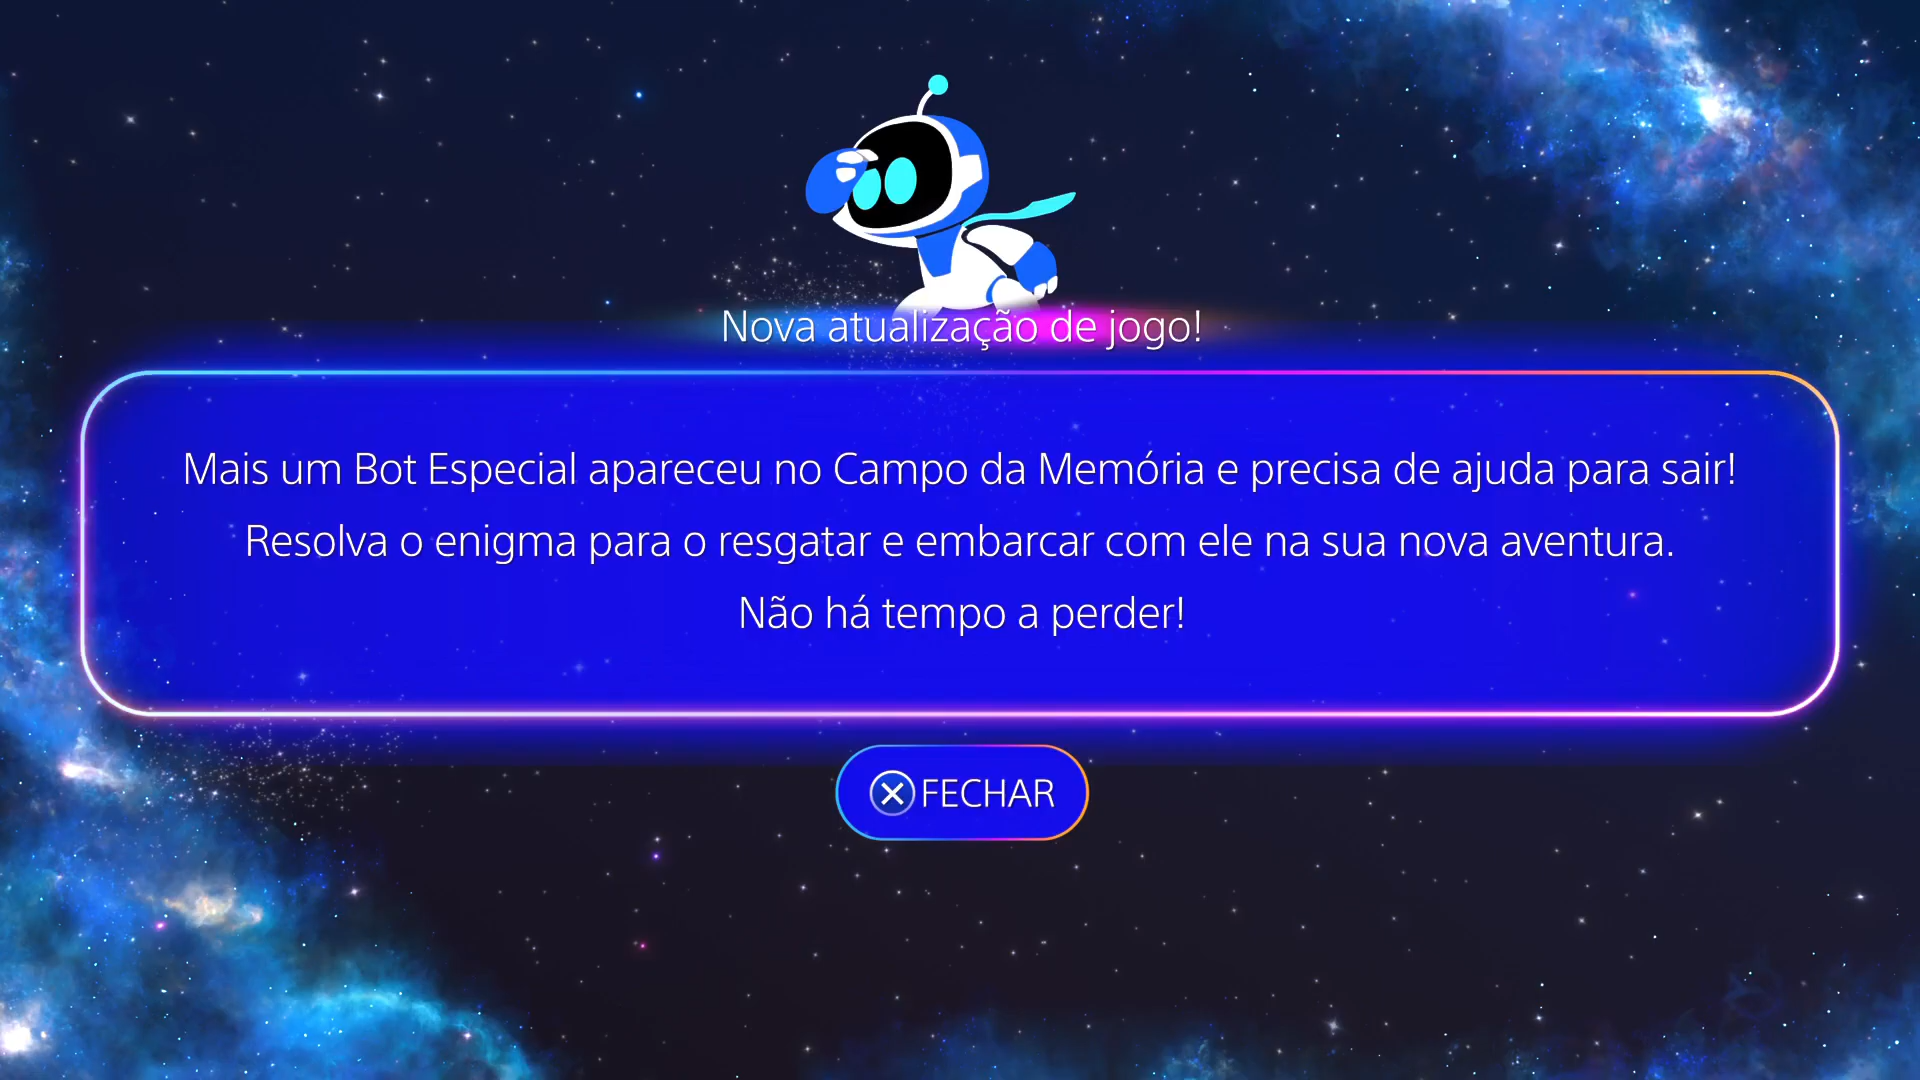 Nova atualização de jogo!
Mais um Bot Especial apareceu no Campo da Memória e precisa de ajuda para sair!
Resolva o enigma para o resgatar e embarcar com ele na sua nova aventura.
Não há tempo a perder!
FECHAR